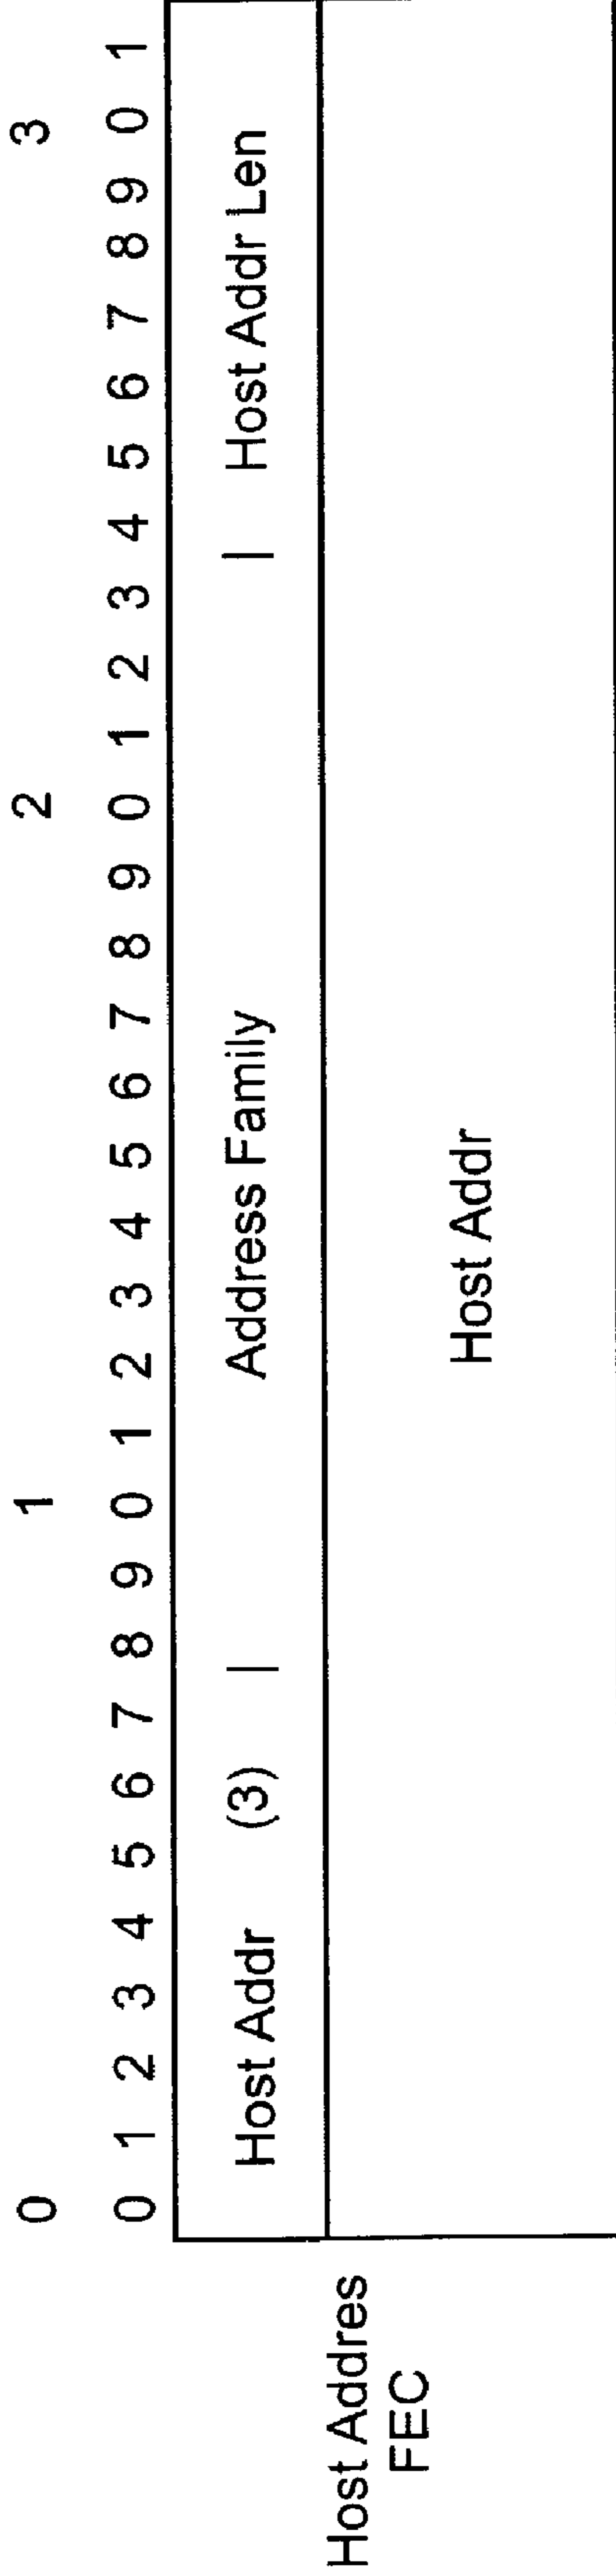 0 1 2 3
0 1 2 3 4 5 6 7 8 9 0 1 2 3 4 5 6 7 8 9 0 1 2 3 4 5 6 7 8 9 0 1
Host Addr (3) | Address Family | Host Addr Len
Host Addres
FEC
Host Addr